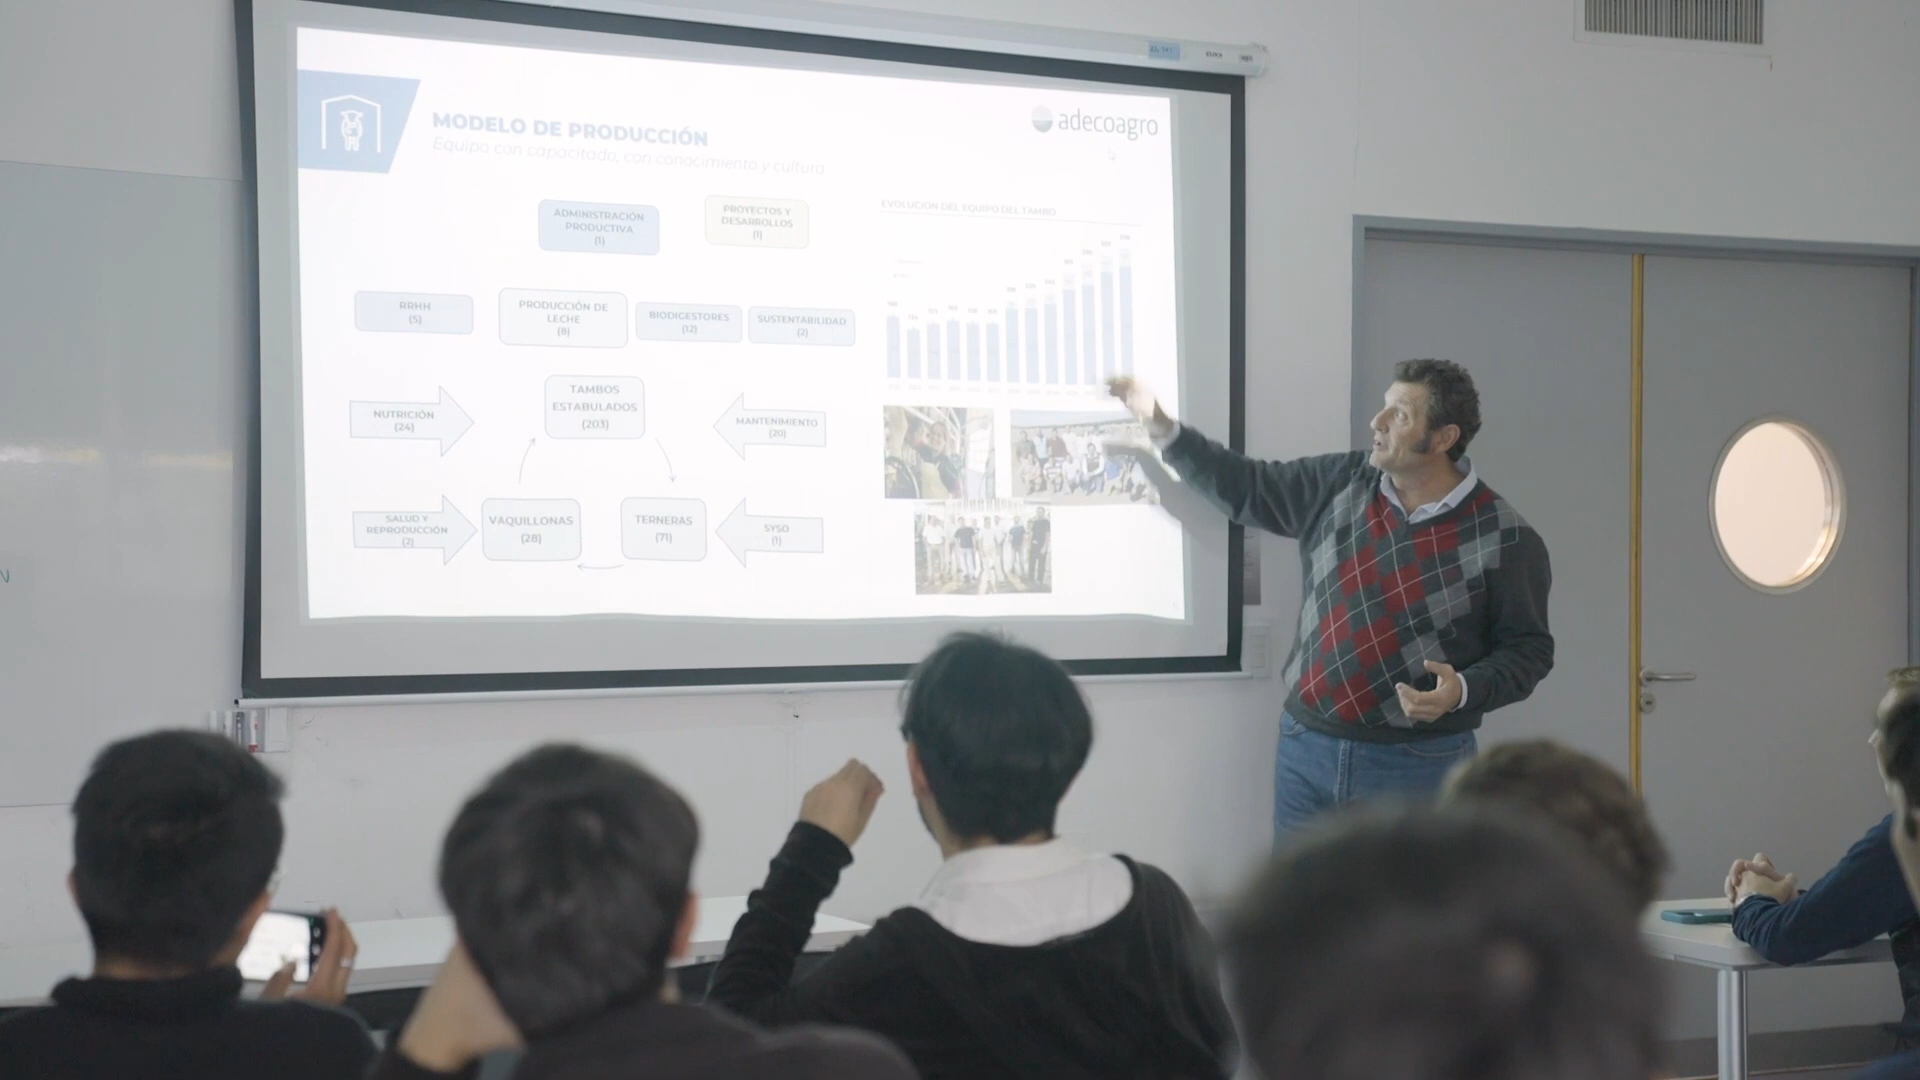 MODELO DE PRODUCCIÓN
Equipo con capacitado, con conocimiento y cultura
adecoagro
ADMINISTRACIÓN
PRODUCTIVA
(1)
PROYECTOS Y
DESARROLLOS
(1)
RRHH
(5)
PRODUCCIÓN DE
LECHE
(8)
BIODIGESTORES
(12)
SUSTENTABILIDAD
(2)
NUTRICIÓN
(24)
TAMBOS
ESTABULADOS
(203)
MANTENIMIENTO
(20)
SALUD Y
REPRODUCCIÓN
(2)
VAQUILLONAS
(28)
TERNERAS
(71)
SYSO
(1)
EVOLUCION DEL EQUIPO DEL TAMBO